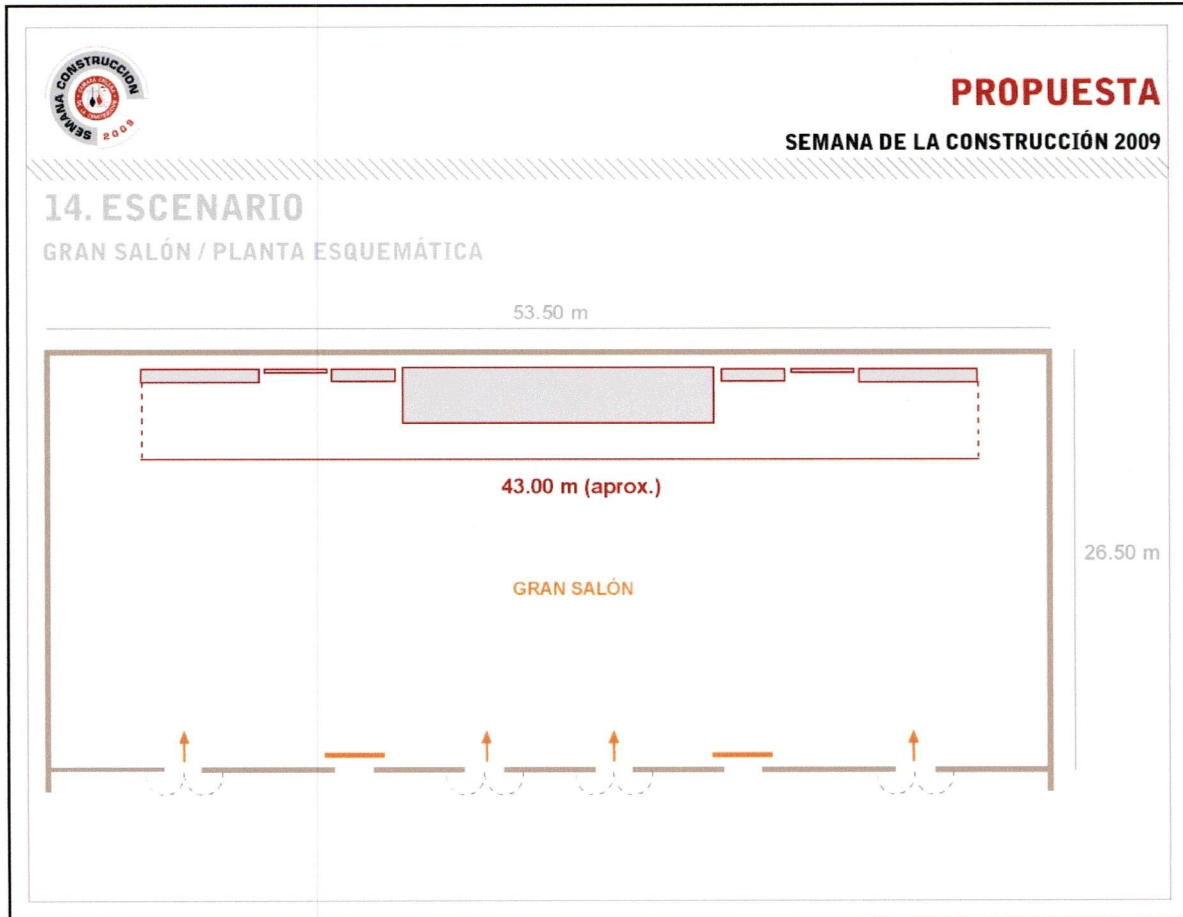 SEMANA CONSTRUCCION
2009
PROPUESTA
SEMANA DE LA CONSTRUCCIÓN 2009
14. ESCENARIO
GRAN SALÓN / PLANTA ESQUEMÁTICA
53.50 m
43.00 m (aprox.)
26.50 m
GRAN SALÓN